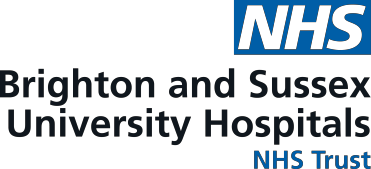 NHS
Brighton and Sussex
University Hospitals
NHS Trust